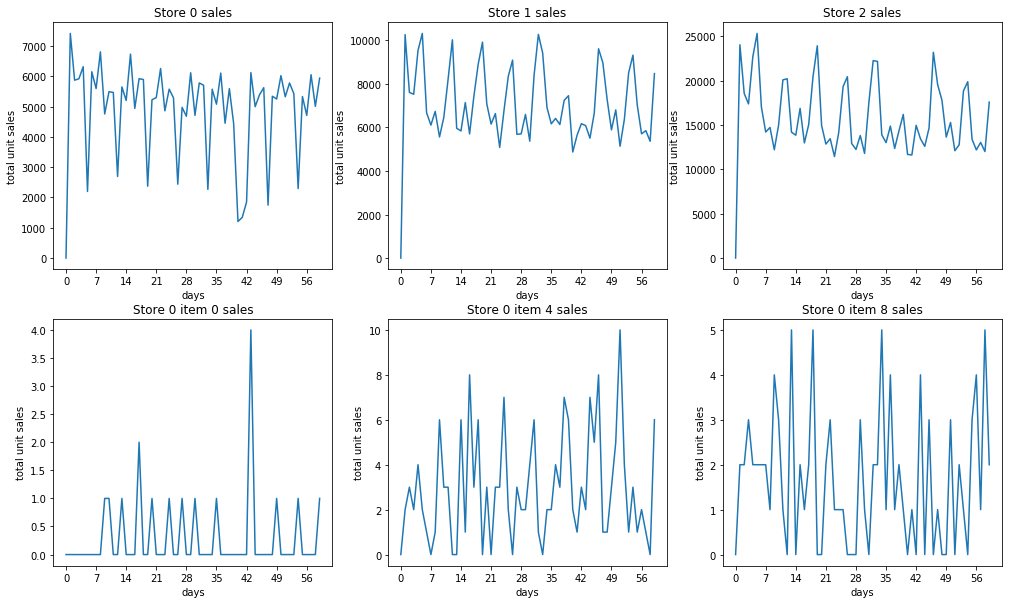 Store 0 sales
total unit sales
7000
6000
5000
4000
3000
2000
1000
0
0 7 14 21 28 35 42 49 56
days
Store 1 sales
total unit sales
10000
8000
6000
4000
2000
0
0 7 14 21 28 35 42 49 56
days
Store 2 sales
total unit sales
25000
20000
15000
10000
5000
0
0 7 14 21 28 35 42 49 56
days
Store 0 item 0 sales
total unit sales
4.0
3.5
3.0
2.5
2.0
1.5
1.0
0.5
0.0
0 7 14 21 28 35 42 49 56
days
Store 0 item 4 sales
total unit sales
10
8
6
4
2
0
0 7 14 21 28 35 42 49 56
days
Store 0 item 8 sales
total unit sales
5
4
3
2
1
0
0 7 14 21 28 35 42 49 56
days